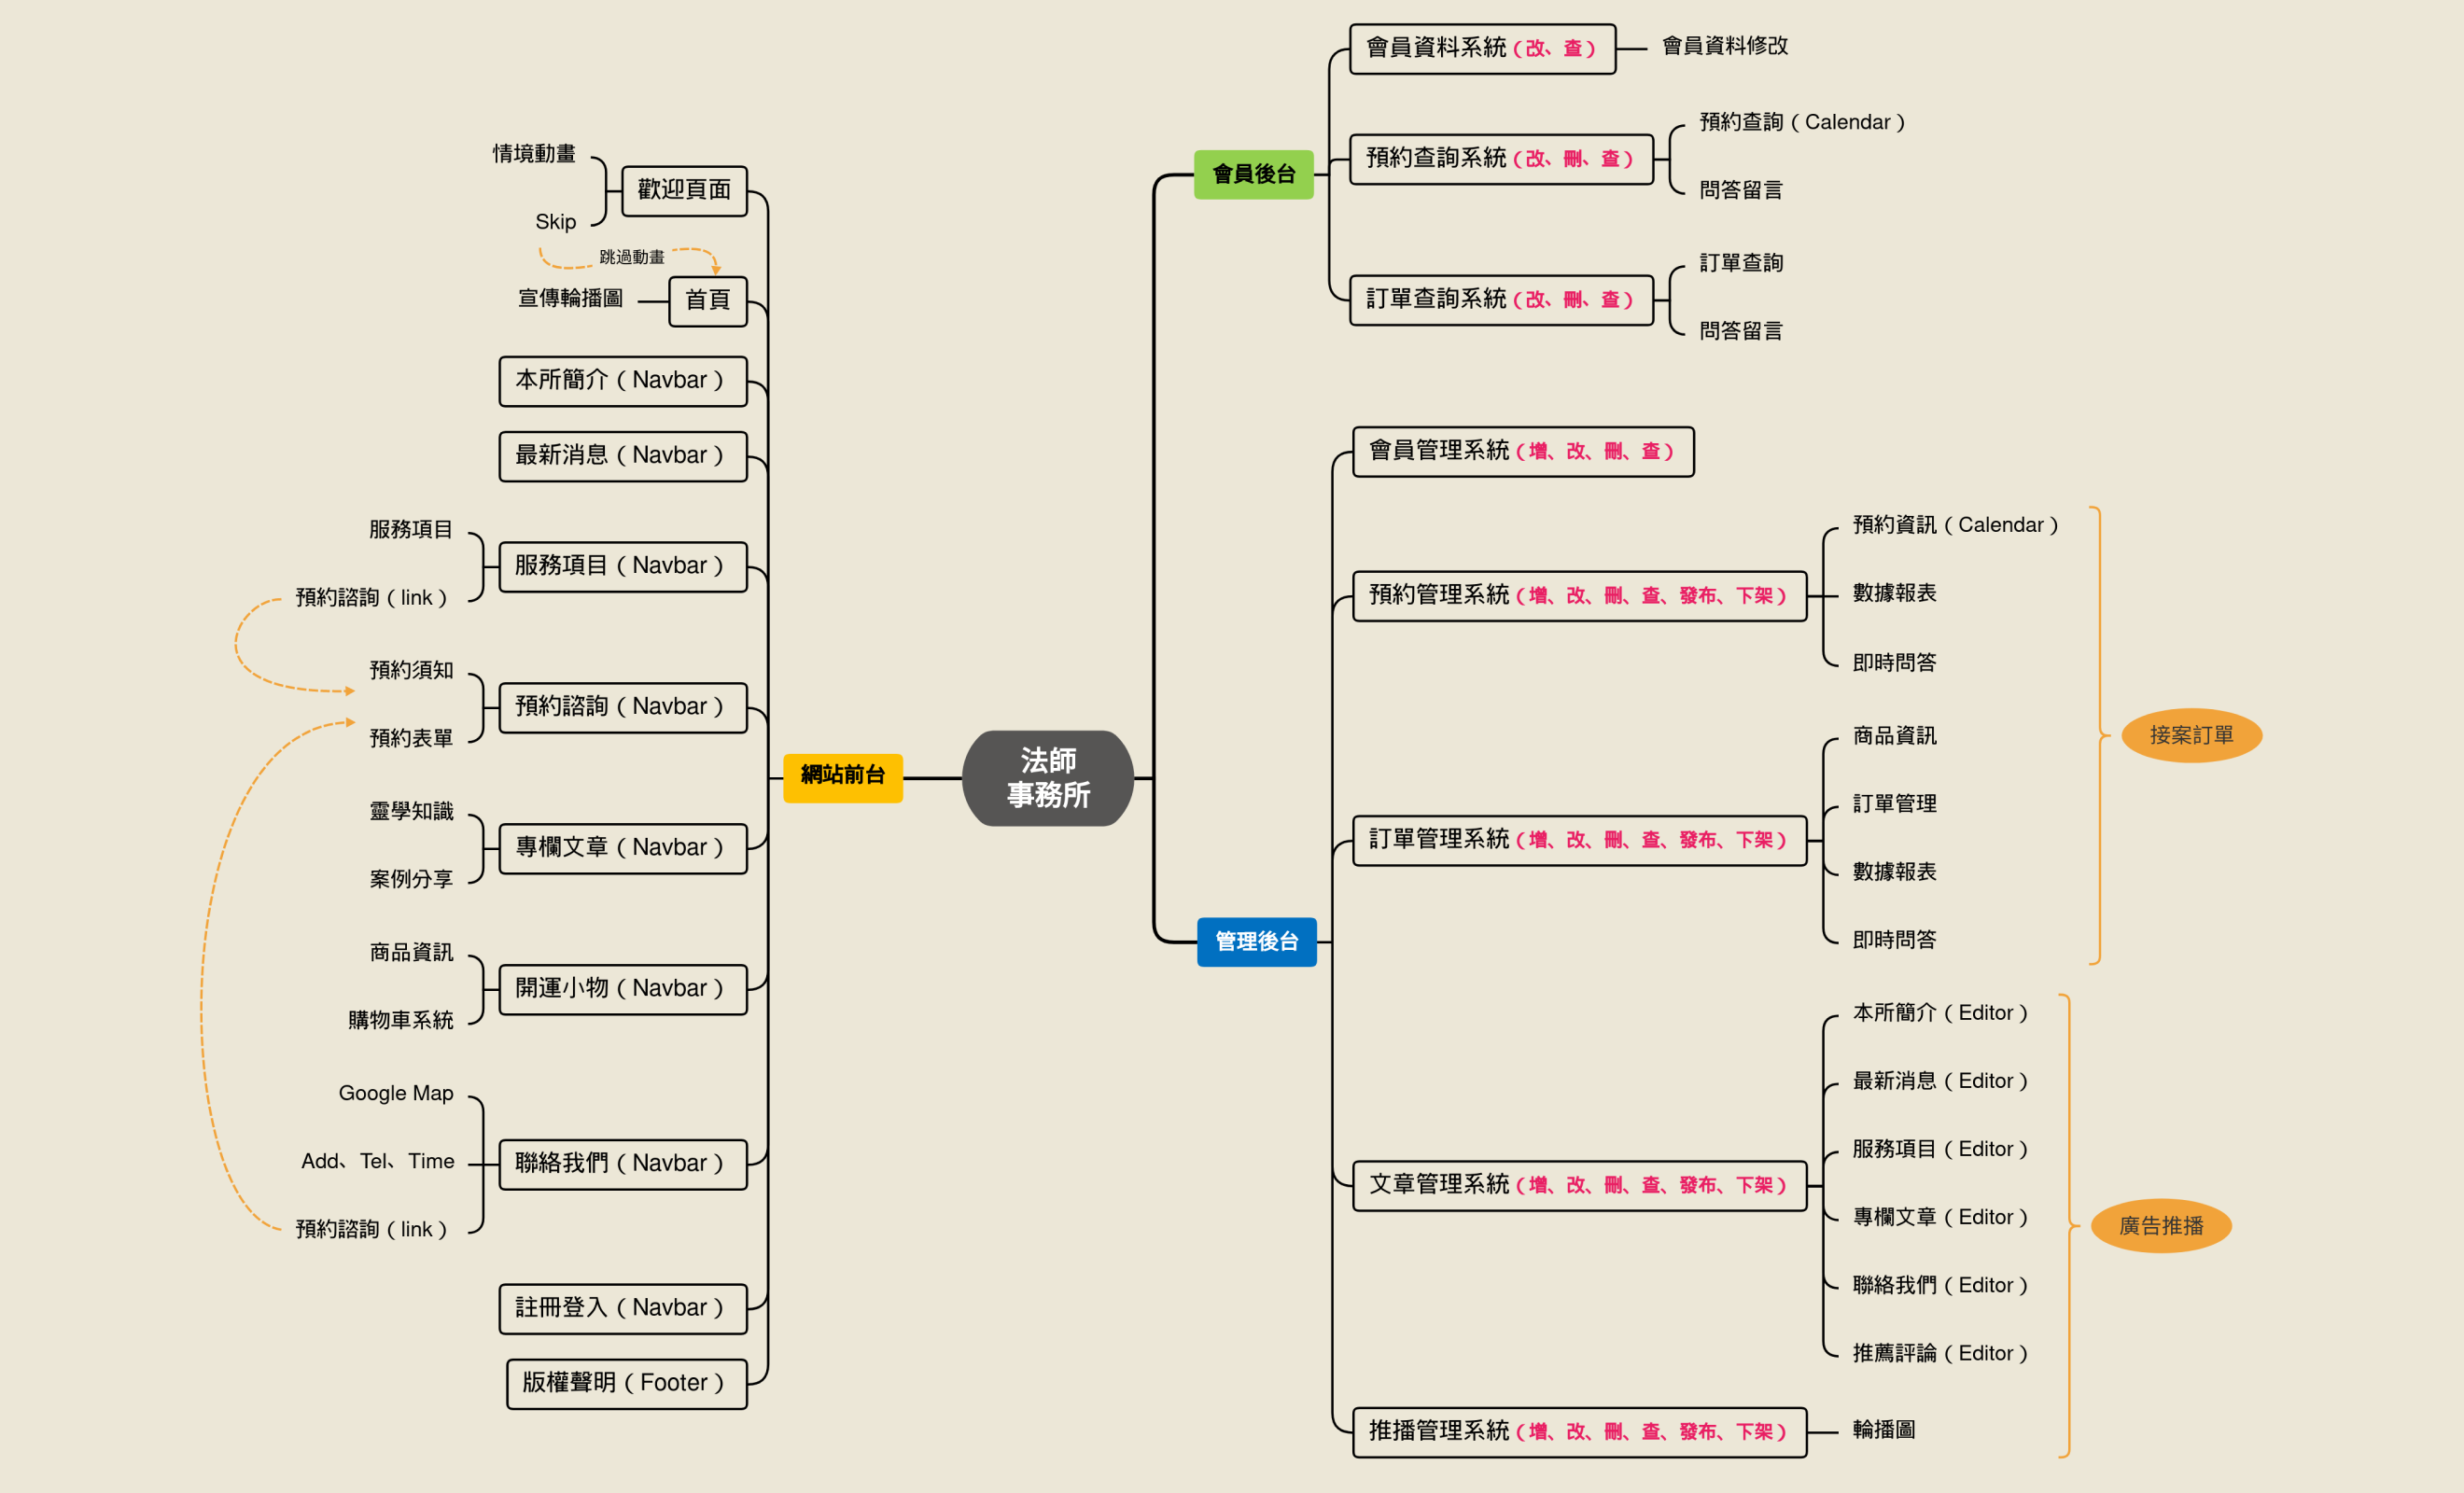 法師
事務所
網站前台
歡迎頁面
情境動畫
Skip
跳過動畫
首頁
宣傳輪播圖
本所簡介（Navbar）
最新消息（Navbar）
服務項目（Navbar）
服務項目
預約諮詢（link）
預約諮詢（Navbar）
預約須知
預約表單
專欄文章（Navbar）
靈學知識
案例分享
開運小物（Navbar）
商品資訊
購物車系統
聯絡我們（Navbar）
Google Map
Add、Tel、Time
預約諮詢（link）
註冊登入（Navbar）
版權聲明（Footer）
會員後台
會員資料系統（改、查）
會員資料修改
預約查詢系統（改、刪、查）
預約查詢（Calendar）
問答留言
訂單查詢系統（改、刪、查）
訂單查詢
問答留言
管理後台
會員管理系統（增、改、刪、查）
預約管理系統（增、改、刪、查、發布、下架）
預約資訊（Calendar）
數據報表
即時問答
訂單管理系統（增、改、刪、查、發布、下架）
商品資訊
訂單管理
數據報表
即時問答
接案訂單
文章管理系統（增、改、刪、查、發布、下架）
本所簡介（Editor）
最新消息（Editor）
服務項目（Editor）
專欄文章（Editor）
聯絡我們（Editor）
推薦評論（Editor）
推播管理系統（增、改、刪、查、發布、下架）
輪播圖
廣告推播